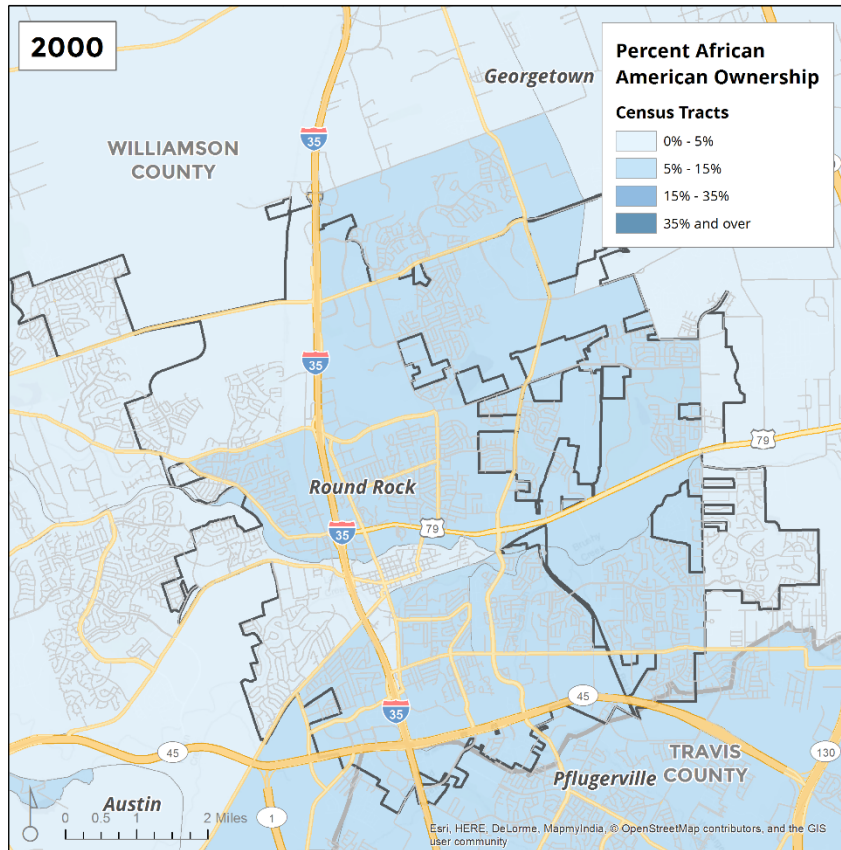 2000
Georgetown
Percent African
American Ownership
Census Tracts
0% - 5%
5% - 15%
15% - 35%
35% and over
WILLIAMSON
COUNTY
35
35
79
Round Rock
35
79
35
45
45
TRAVIS
COUNTY
130
Pflugerville
Austin
1
0 0.5 1 2 Miles
Esri, HERE, DeLorme, MapmyIndia, © OpenStreetMap contributors, and the GIS
user community